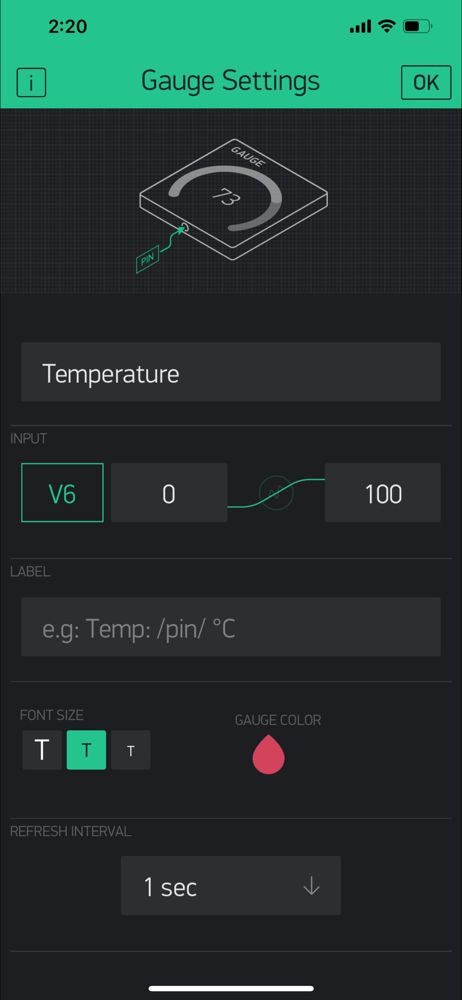 2:20
i
Gauge Settings
OK
GAUGE
73
PIN
Temperature
INPUT
V6
0
100
LABEL
e.g: Temp: /pin/ °C
FONT SIZE
GAUGE COLOR
T T T
REFRESH INTERVAL
1 sec